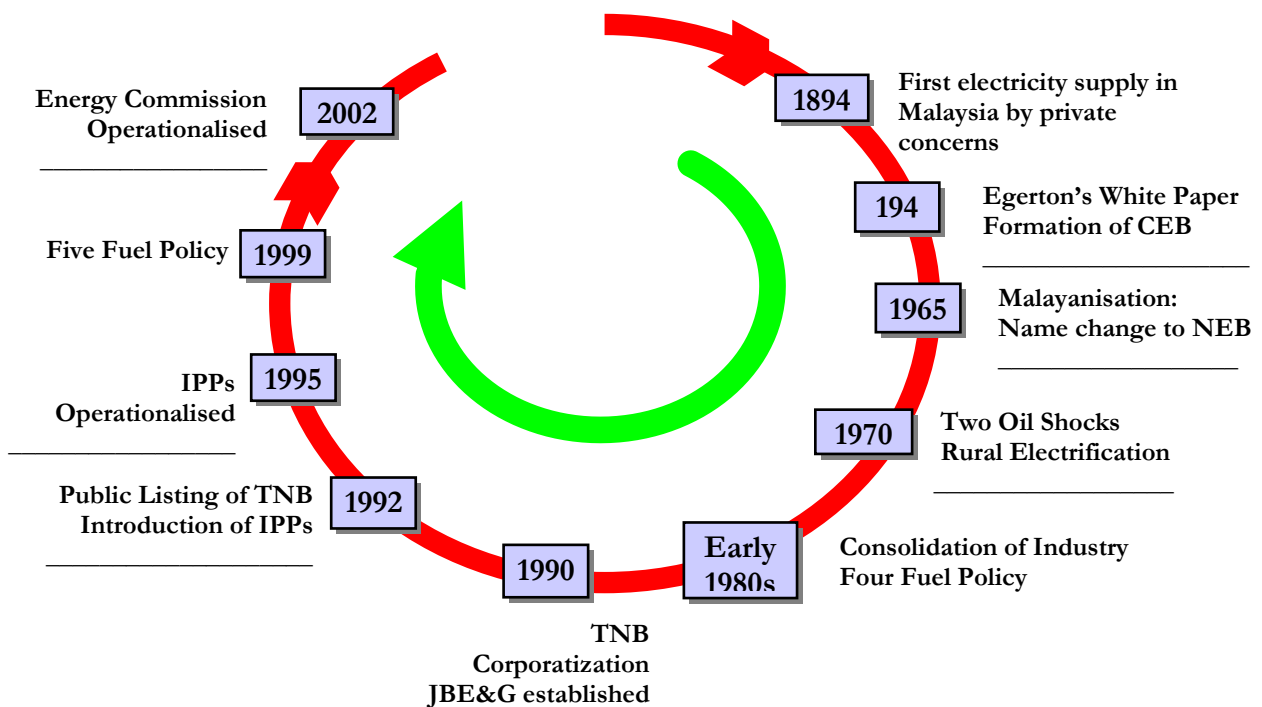 1894
First electricity supply in
Malaysia by private
concerns
194
Egerton’s White Paper
Formation of CEB
1965
Malayanisation:
Name change to NEB
1970
Two Oil Shocks
Rural Electrification
Early
1980s
Consolidation of Industry
Four Fuel Policy
1990
TNB
Corporatization
JBE&G established
1992
Public Listing of TNB
Introduction of IPPs
1995
IPPs
Operationalised
1999
Five Fuel Policy
2002
Energy Commission
Operationalised